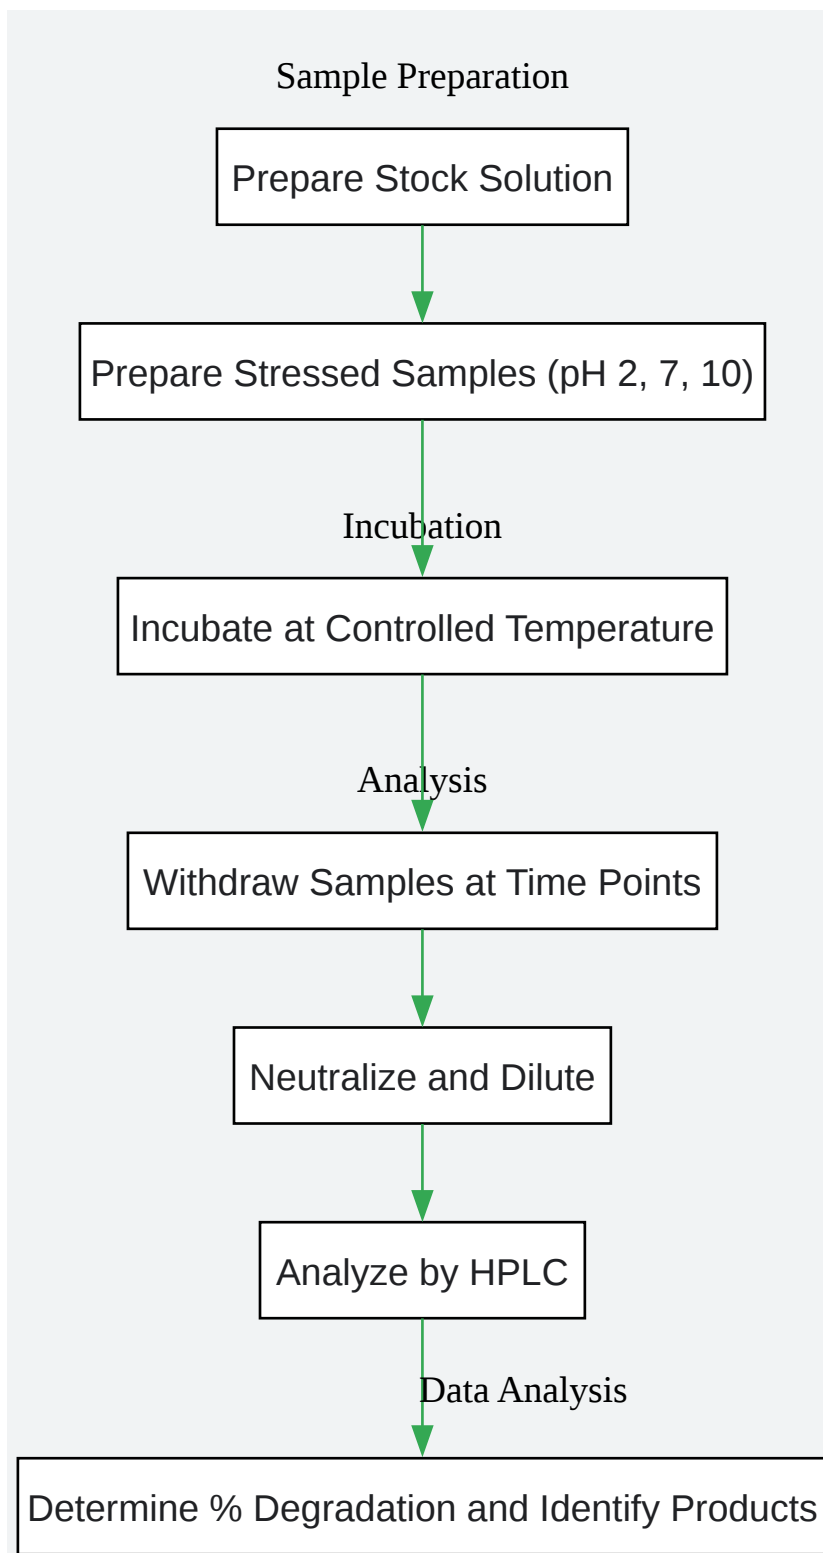 Sample Preparation
Prepare Stock Solution
Prepare Stressed Samples (pH 2, 7, 10)
Incubation
Incubate at Controlled Temperature
Analysis
Withdraw Samples at Time Points
Neutralize and Dilute
Analyze by HPLC
Data Analysis
Determine % Degradation and Identify Products